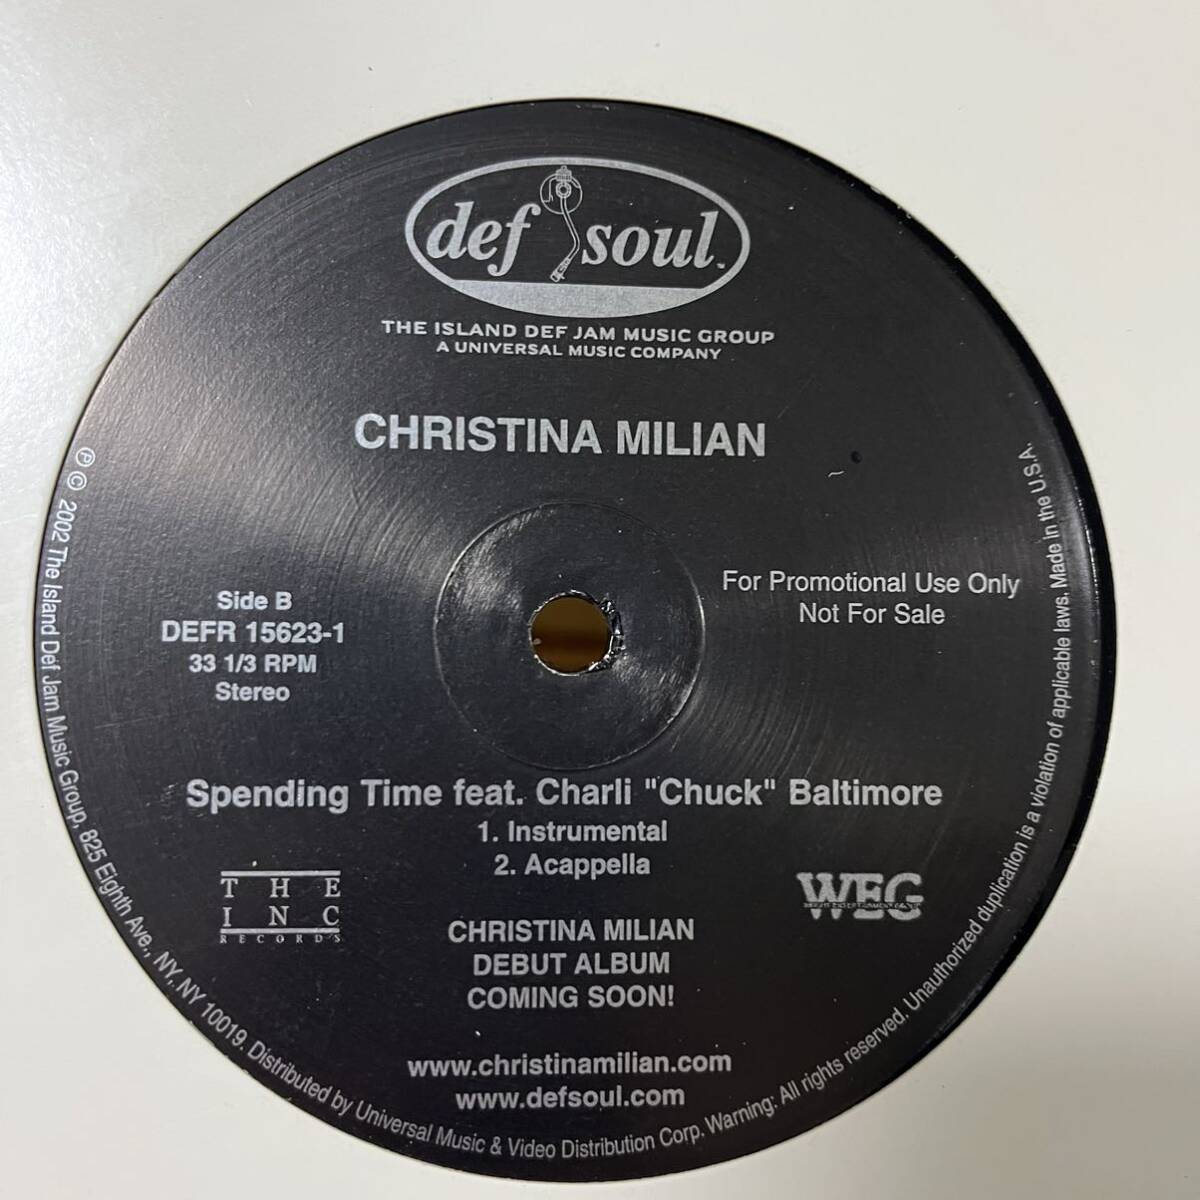 def soul™
THE ISLAND DEF JAM MUSIC GROUP
A UNIVERSAL MUSIC COMPANY
CHRISTINA MILIAN
Side B
DEFR 15623-1
33 1/3 RPM
Stereo
For Promotional Use Only
Not For Sale
Spending Time feat. Charli "Chuck" Baltimore
1. Instrumental
2. Acappella
THE
INC
RECORDS
WEG
CHRISTINA MILIAN
DEBUT ALBUM
COMING SOON!
www.christinamilian.com
www.defsoul.com
℗ © 2002 The Island Def Jam Music Group, 825 Eighth Ave., NY, NY 10019. Distributed by Universal Music & Video Distribution Corp. Warning: All rights reserved. Unauthorized duplication is a violation of applicable laws. Made in the U.S.A.